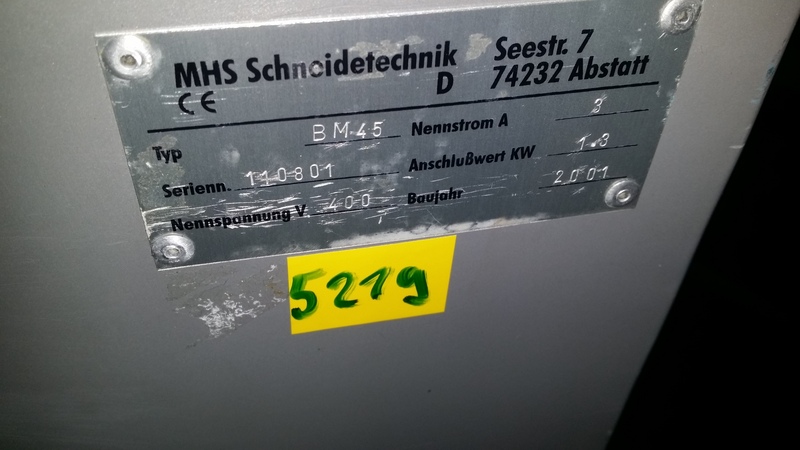 MHS Schneidetechnik
D
Seestr. 7
74232 Abstatt
CE
Typ BM45
Serienn. 110801
Nennspannung V. 400
Nennstrom A 3
Anschlußwert KW 1.3
Baujahr 2001
5219